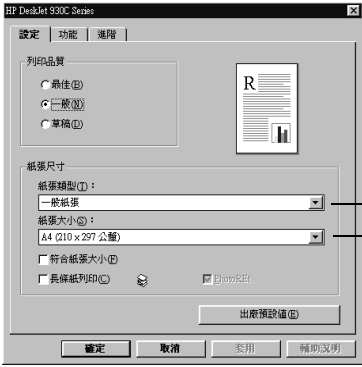 HP DeskJet 930C Series
設定 功能 進階
列印品質
最佳(B)
一般(N)
草稿(D)
R
紙張尺寸
紙張類型(T)：
一般紙張
紙張大小(S)：
A4 (210 x 297 公釐)
符合紙張大小(F)
長條紙列印(C) PhotoREt
出廠預設值(E)
確定 取消 套用 輔助說明